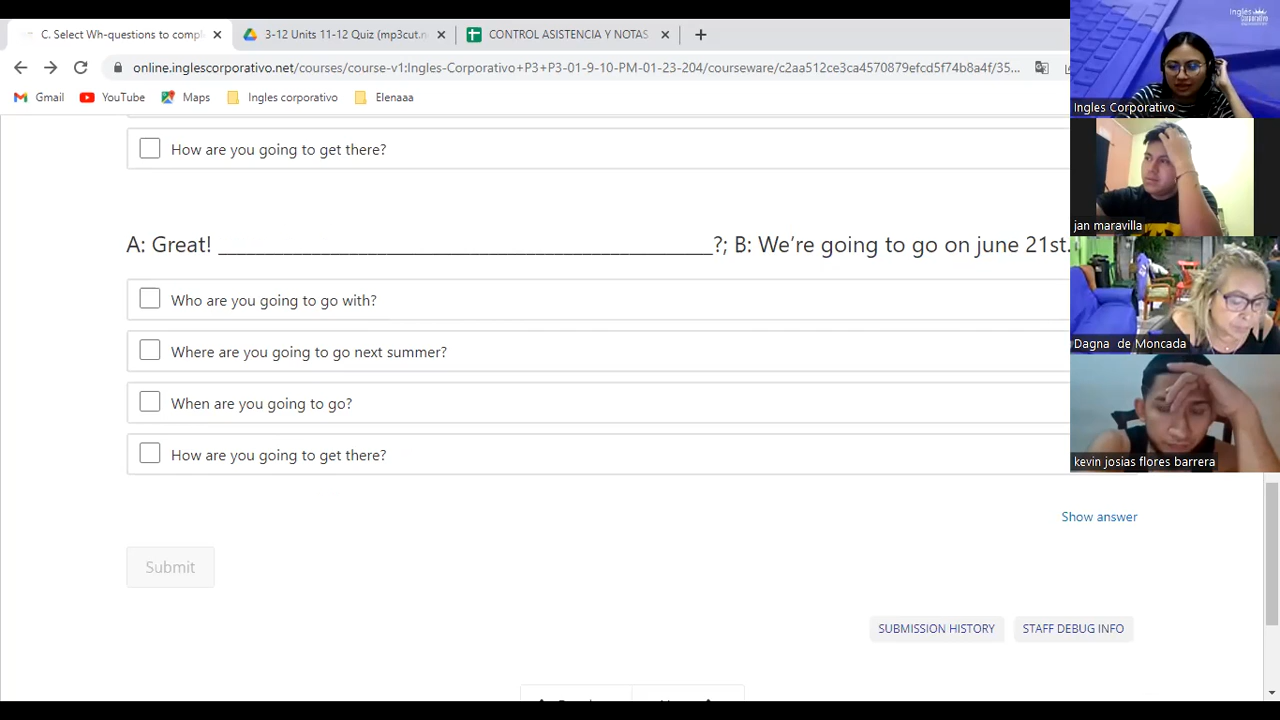 C. Select Wh-questions to compl
3-12 Units 11-12 Quiz (mp3cut.n
CONTROL ASISTENCIA Y NOTAS
online.inglescorporativo.net/courses/course-v1:Ingles-Corporativo+P3+P3-01-9-10-PM-01-23-204/courseware/c2aa512ce3ca4570879efcd5f74b8a4f/35...
Gmail YouTube Maps Ingles corporativo Elenaaa
Ingles Corporativo
How are you going to get there?
jan maravilla
A: Great! ______________________________________________?; B: We’re going to go on june 21st.
Who are you going to go with?
Where are you going to go next summer?
Dagna de Moncada
When are you going to go?
How are you going to get there?
kevin josias flores barrera
Show answer
Submit
SUBMISSION HISTORY STAFF DEBUG INFO